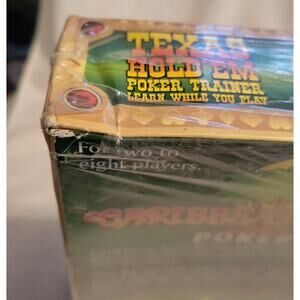 TEXAS
HOLD'EM
POKER TRAINER
LEARN WHILE YOU PLAY
For two to
eight players.
POKER